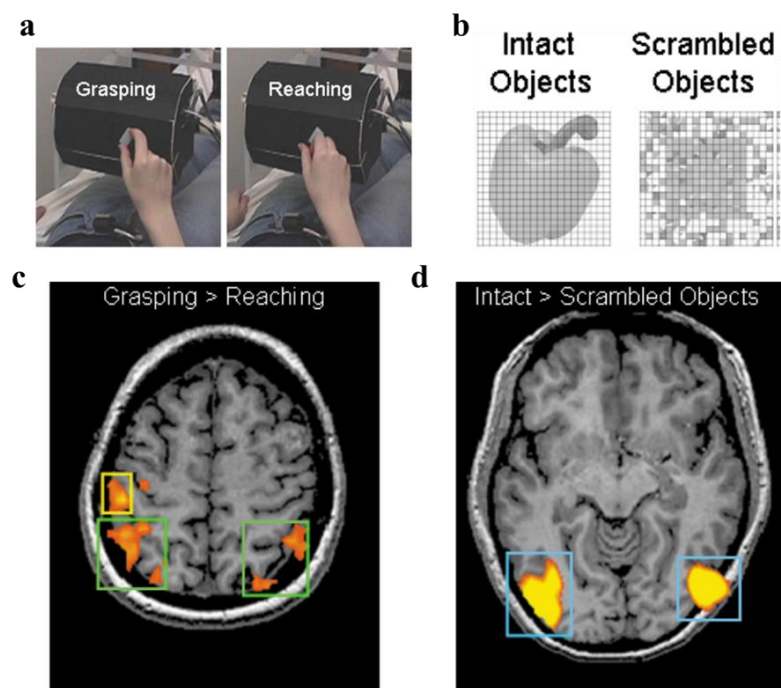 a
Grasping
Reaching
b
Intact
Objects
Scrambled
Objects
c
Grasping > Reaching
d
Intact > Scrambled Objects